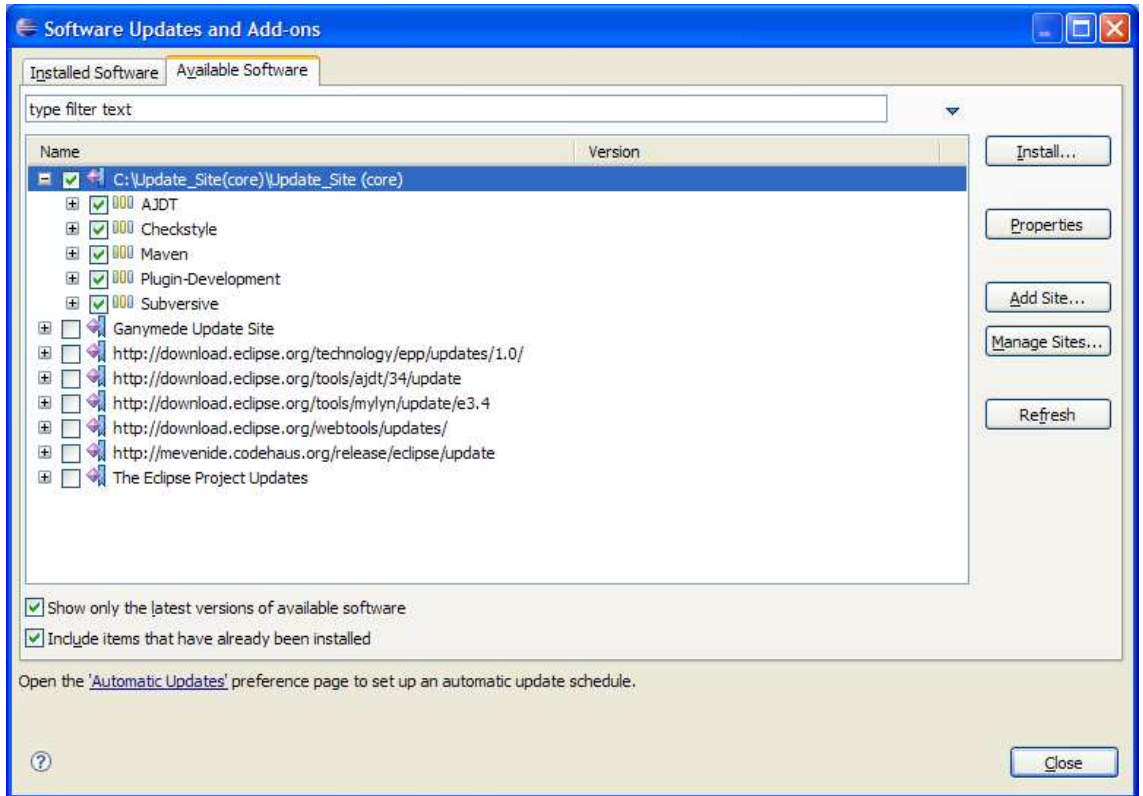 Software Updates and Add-ons
Installed Software Available Software
type filter text
Name Version
Install...
C:\Update_Site(core)\Update_Site (core)
AJDT
Checkstyle
Properties
Maven
Plugin-Development
Subversive
Add Site...
Ganymede Update Site
http://download.eclipse.org/technology/epp/updates/1.0/
Manage Sites...
http://download.eclipse.org/tools/ajdt/34/update
http://download.eclipse.org/tools/mylyn/update/e3.4
Refresh
http://download.eclipse.org/webtools/updates/
http://mevenide.codehaus.org/release/eclipse/update
The Eclipse Project Updates
Show only the latest versions of available software
Include items that have already been installed
Open the 'Automatic Updates' preference page to set up an automatic update schedule.
?
Close